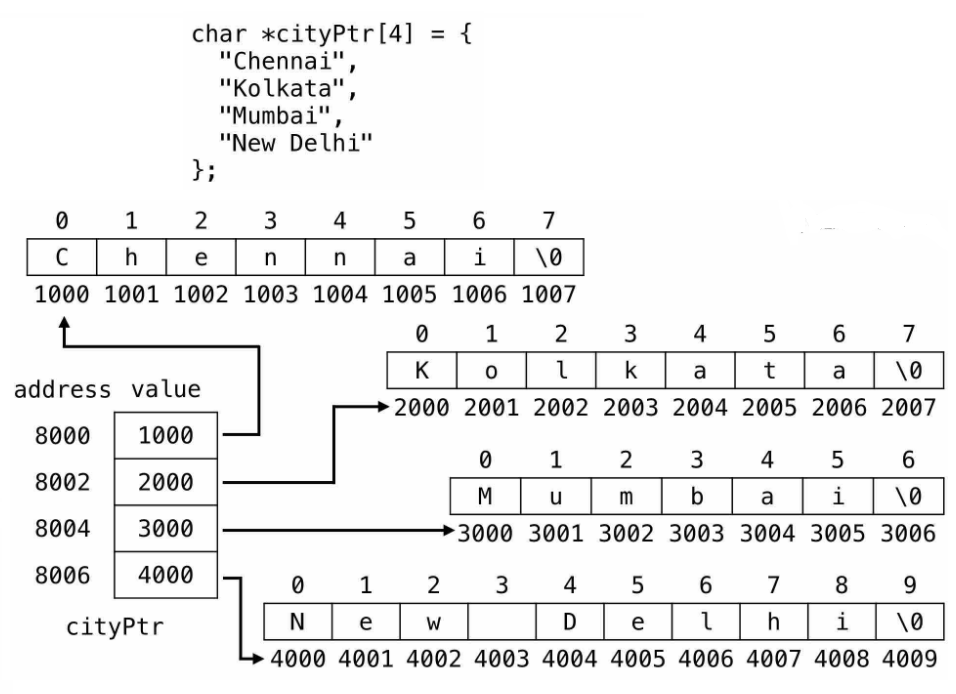 char *cityPtr[4] = {
"Chennai",
"Kolkata",
"Mumbai",
"New Delhi"
};
0 1 2 3 4 5 6 7
C h e n n a i \0
1000 1001 1002 1003 1004 1005 1006 1007
0 1 2 3 4 5 6 7
K o l k a t a \0
2000 2001 2002 2003 2004 2005 2006 2007
address value
8000 1000
8002 2000
8004 3000
8006 4000
cityPtr
0 1 2 3 4 5 6
M u m b a i \0
3000 3001 3002 3003 3004 3005 3006
0 1 2 3 4 5 6 7 8 9
N e w D e l h i \0
4000 4001 4002 4003 4004 4005 4006 4007 4008 4009